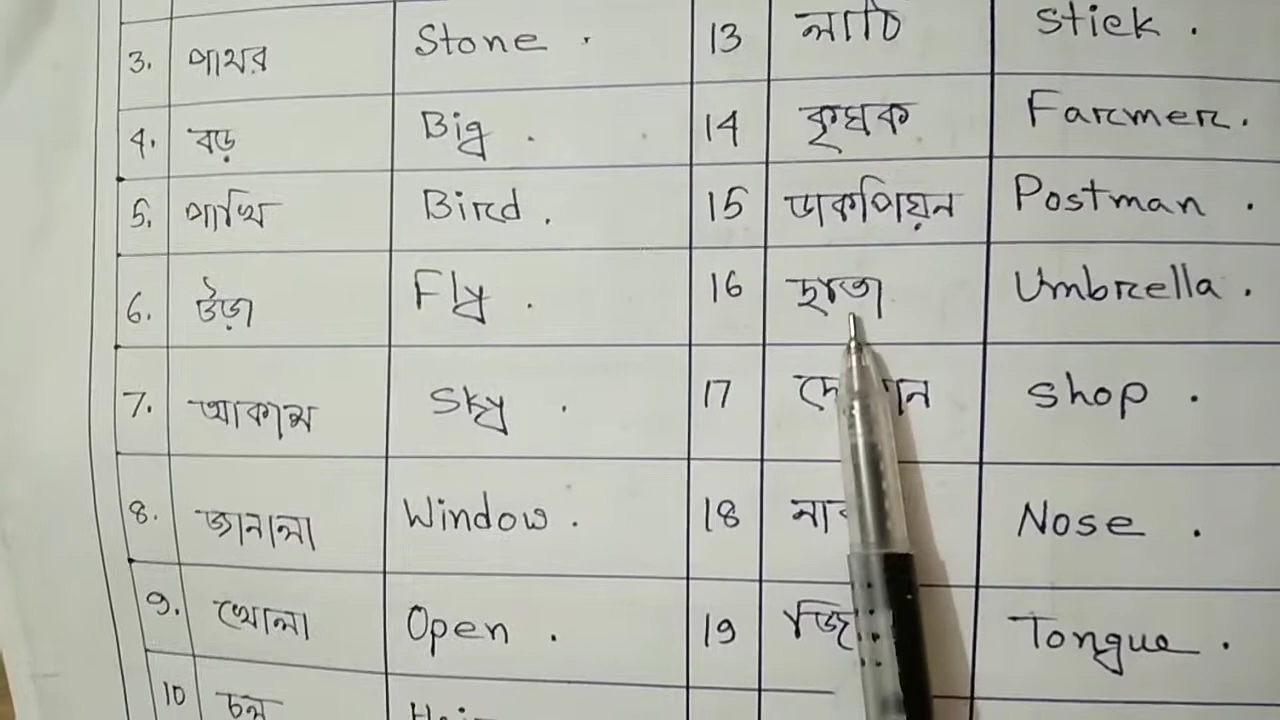 3. পাথর Stone .
4. বড় Big .
5. পাখি Bird .
6. উঁড়া Fly .
7. আকাশ Sky .
8. জানালা Window .
9. খোলা Open .
10 চুল
13 লাঠি Stick .
14 কৃষক Farmer .
15 ডাকপিয়ন Postman .
16 ছাতা Umbrella .
17 Shop .
18 Nose .
19 Tongue .